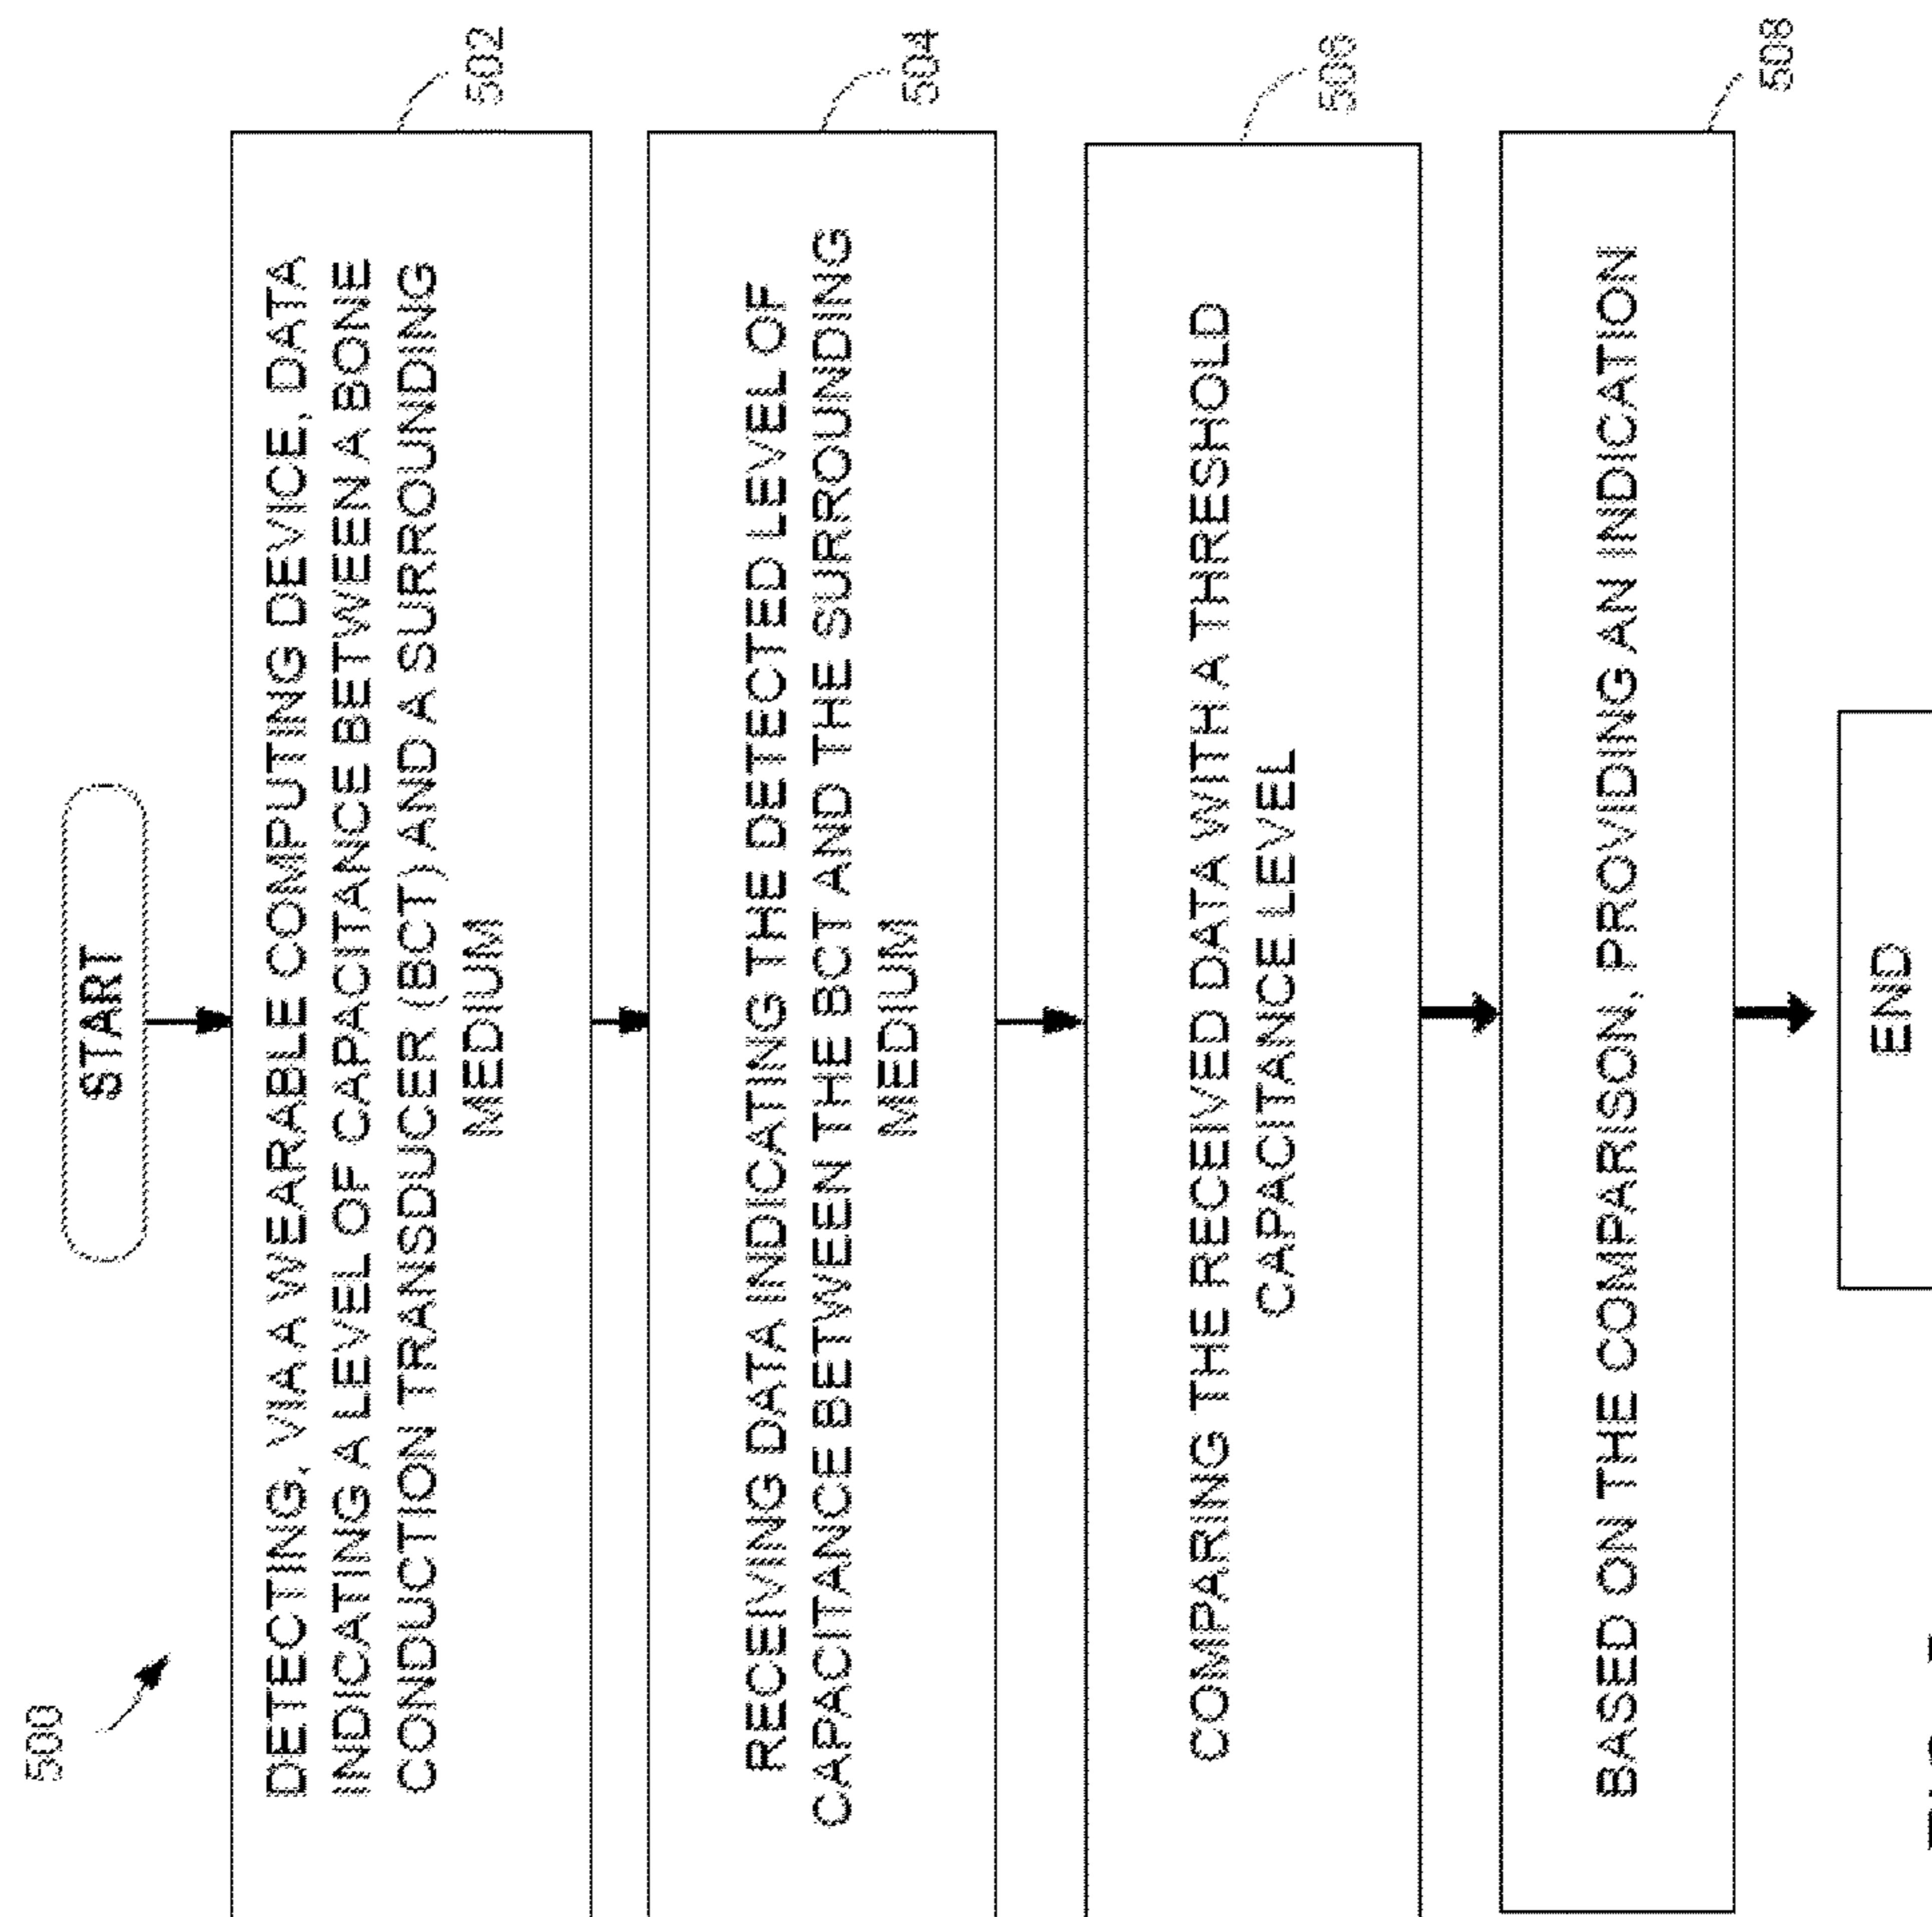 500
START
DETECTING, VIA A WEARABLE COMPUTING DEVICE, DATA
INDICATING A LEVEL OF CAPACITANCE BETWEEN A BONE
CONDUCTION TRANSDUCER (BCT) AND A SURROUNDING
MEDIUM
502
RECEIVING DATA INDICATING THE DETECTED LEVEL OF
CAPACITANCE BETWEEN THE BCT AND THE SURROUNDING
MEDIUM
504
COMPARING THE RECEIVED DATA WITH A THRESHOLD
CAPACITANCE LEVEL
506
BASED ON THE COMPARISON, PROVIDING AN INDICATION
508
END